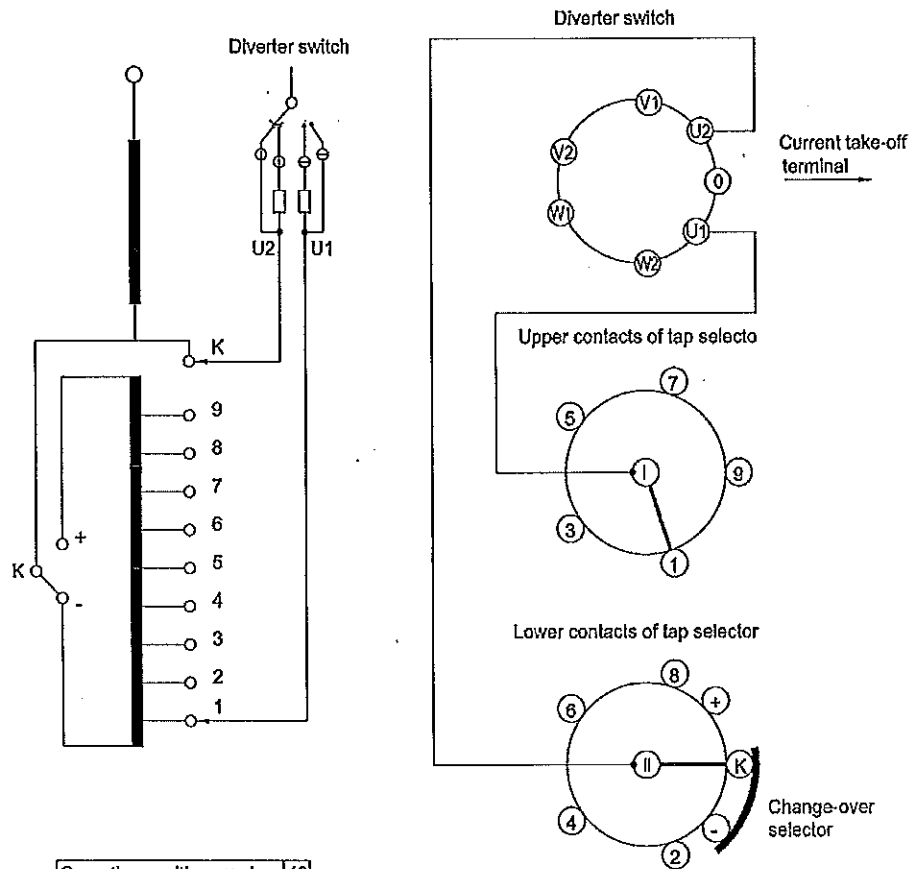 Diverter switch
U2
U1
K
9
8
7
6
5
4
3
2
1
+
K
-
Diverter switch
V1
U2
V2
0
W1
U1
W2
Current take-off
terminal
Upper contacts of tap selecto
7
5
I
9
3
1
Lower contacts of tap selector
8
+
6
II
K
4
-
2
Change-over
selector